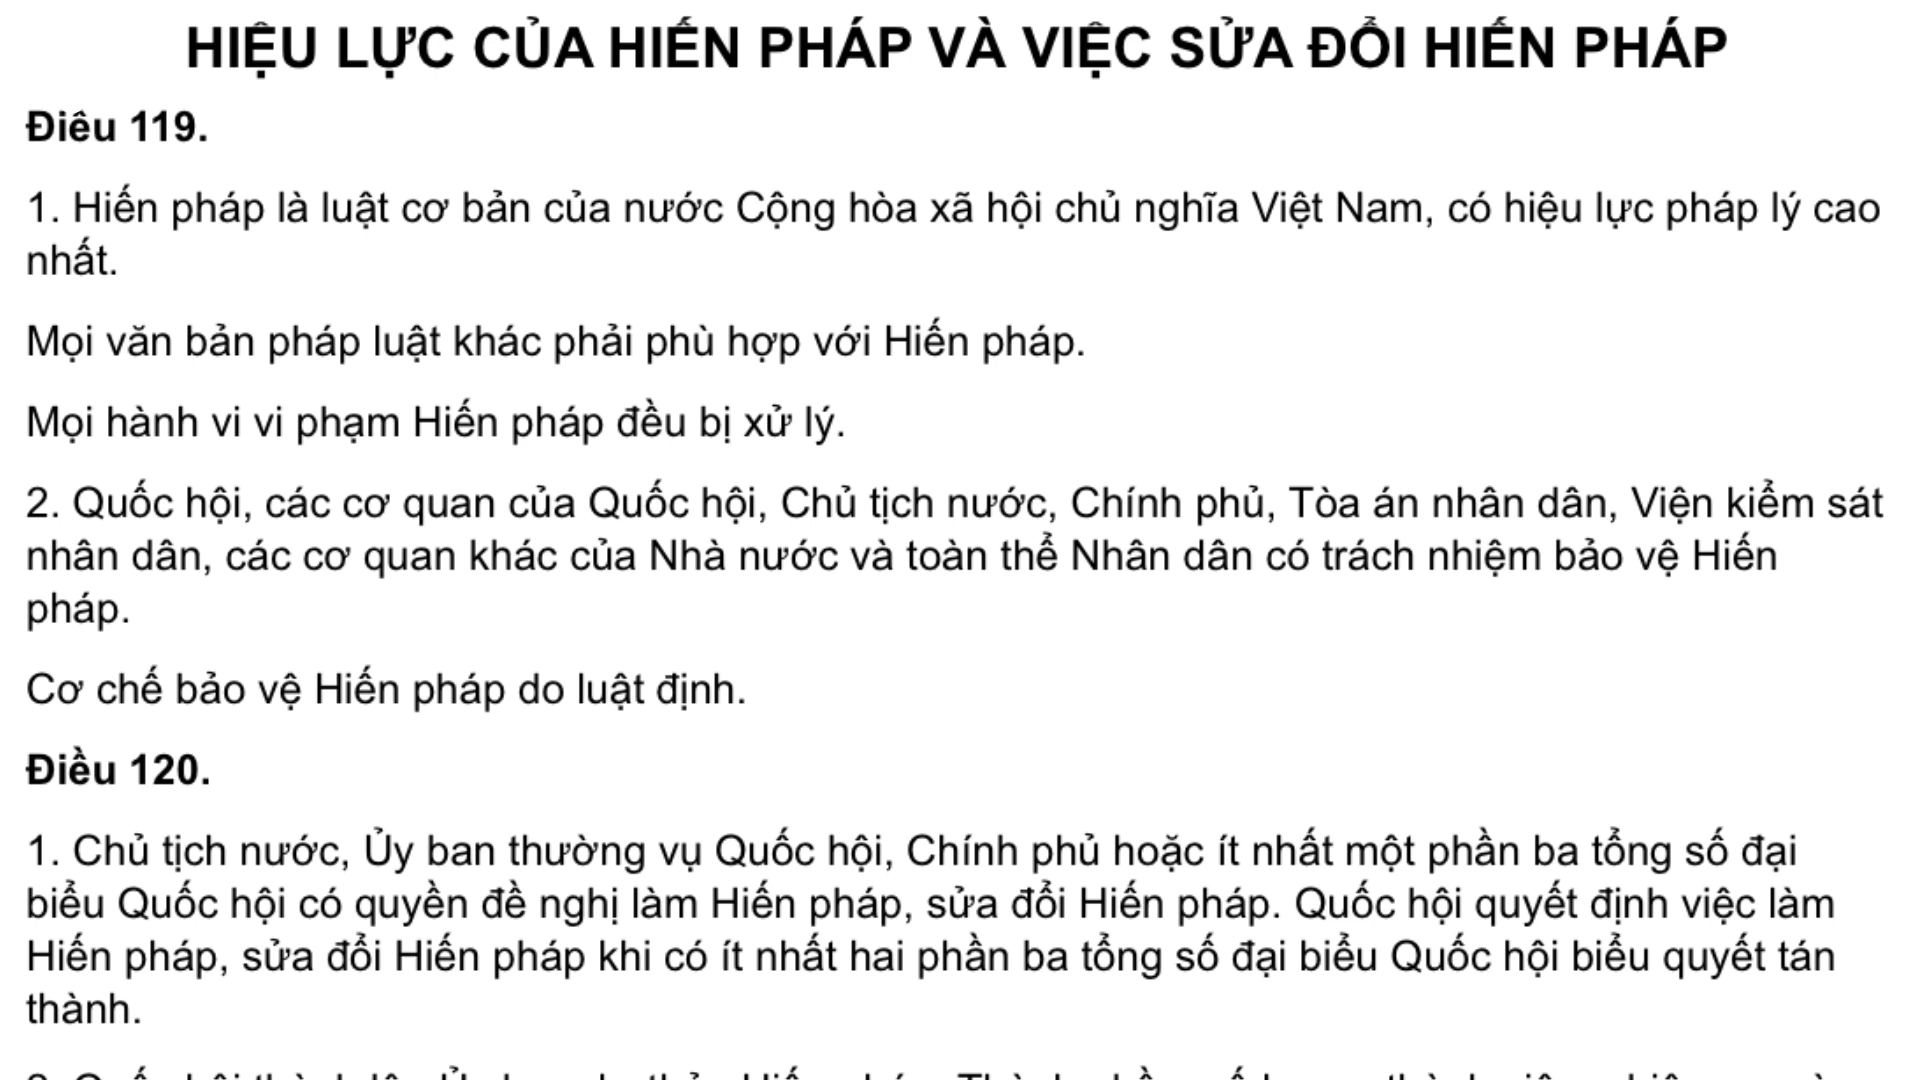 HIỆU LỰC CỦA HIẾN PHÁP VÀ VIỆC SỬA ĐỔI HIẾN PHÁP
Điều 119.
1. Hiến pháp là luật cơ bản của nước Cộng hòa xã hội chủ nghĩa Việt Nam, có hiệu lực pháp lý cao
nhất.
Mọi văn bản pháp luật khác phải phù hợp với Hiến pháp.
Mọi hành vi vi phạm Hiến pháp đều bị xử lý.
2. Quốc hội, các cơ quan của Quốc hội, Chủ tịch nước, Chính phủ, Tòa án nhân dân, Viện kiểm sát
nhân dân, các cơ quan khác của Nhà nước và toàn thể Nhân dân có trách nhiệm bảo vệ Hiến
pháp.
Cơ chế bảo vệ Hiến pháp do luật định.
Điều 120.
1. Chủ tịch nước, Ủy ban thường vụ Quốc hội, Chính phủ hoặc ít nhất một phần ba tổng số đại
biểu Quốc hội có quyền đề nghị làm Hiến pháp, sửa đổi Hiến pháp. Quốc hội quyết định việc làm
Hiến pháp, sửa đổi Hiến pháp khi có ít nhất hai phần ba tổng số đại biểu Quốc hội biểu quyết tán
thành.